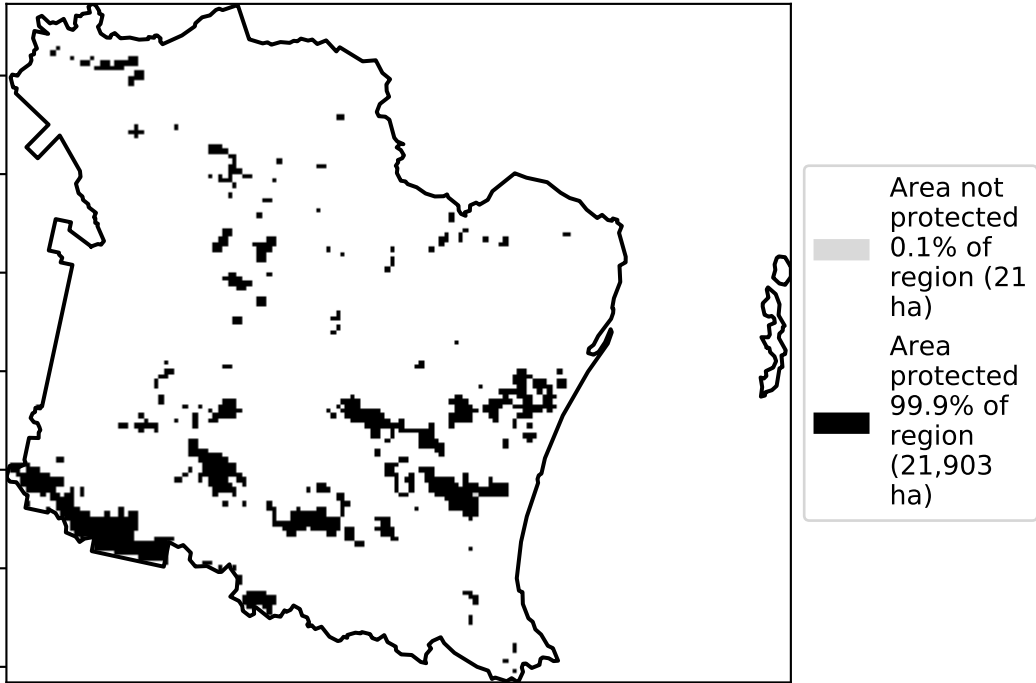 Area not
protected
0.1% of
region (21
ha)
Area
protected
99.9% of
region
(21,903
ha)